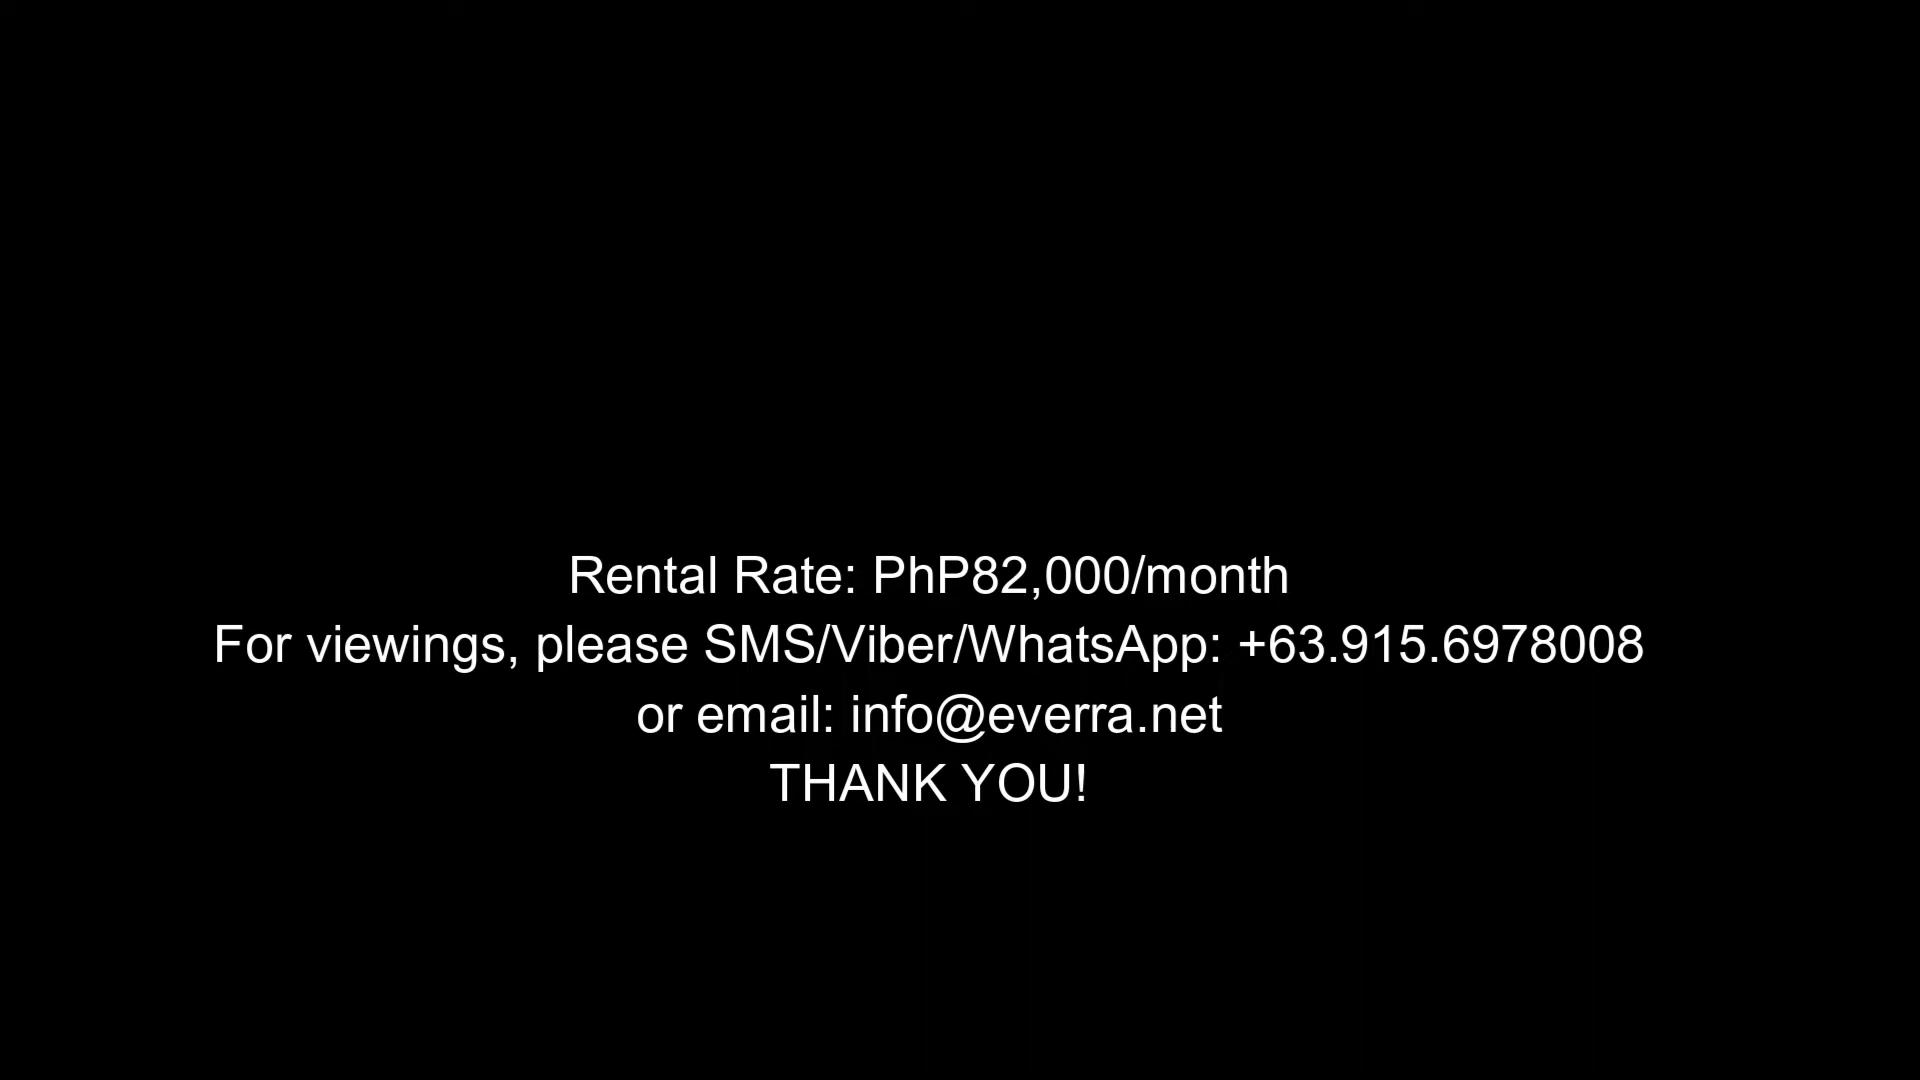 Rental Rate: PhP82,000/month
For viewings, please SMS/Viber/WhatsApp: +63.915.6978008
or email: info@everra.net
THANK YOU!